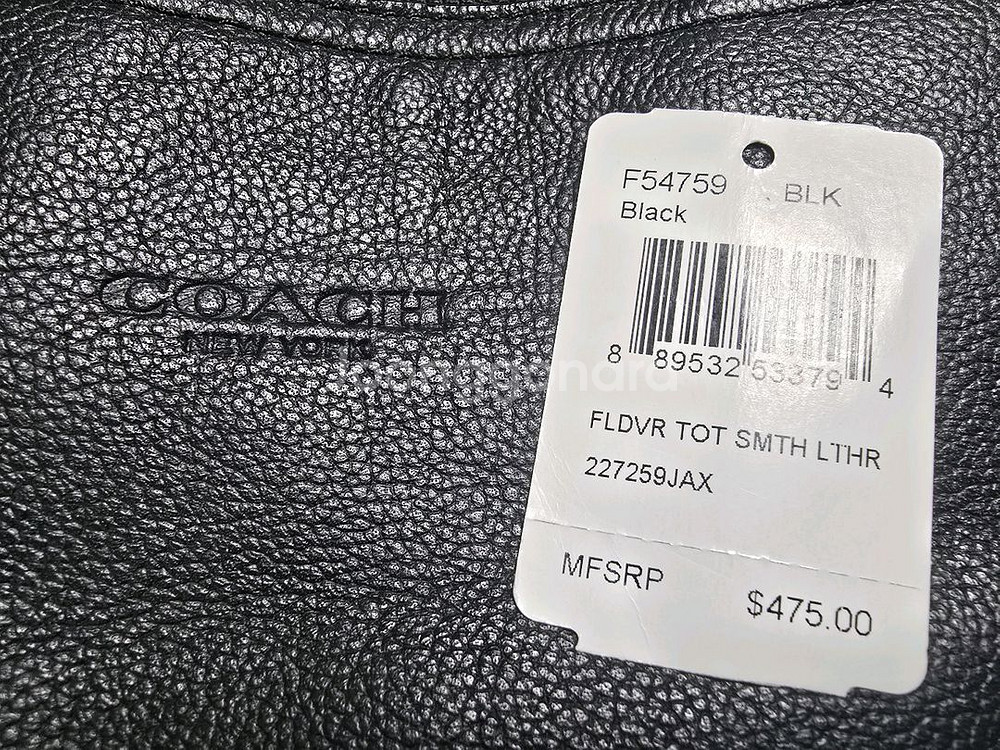 COACH
NEW YORK
F54759 . BLK
Black
8 89532 53379 4
FLDVR TOT SMTH LTHR
227259JAX
MFSRP
$475.00